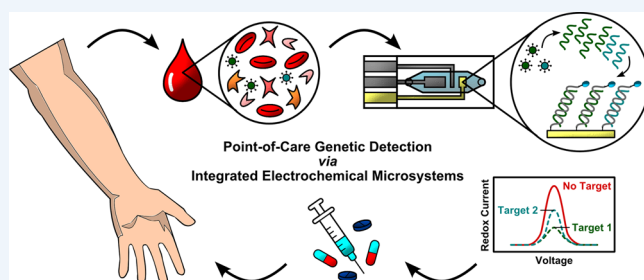 Point-of-Care Genetic Detection
via
Integrated Electrochemical Microsystems
Redox Current
No Target
Target 2
Target 1
Voltage